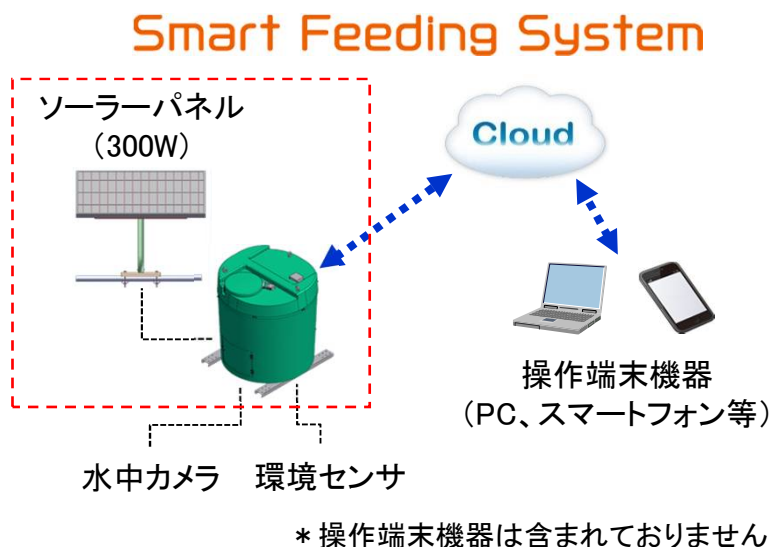 Smart Feeding System
ソーラーパネル
（300W）
Cloud
操作端末機器
（PC、スマートフォン等）
水中カメラ
環境センサ
＊操作端末機器は含まれておりません